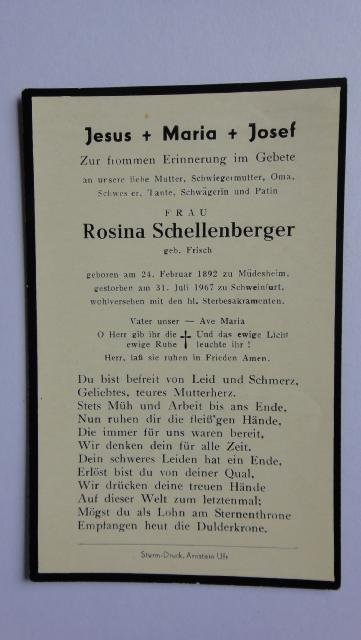 Jesus + Maria + Josef
Zur frommen Erinnerung im Gebete
an unsere liebe Mutter, Schwiegermutter, Oma,
Schwester, Tante, Schwägerin und Patin
FRAU
Rosina Schellenberger
geb. Frisch
geboren am 24. Februar 1892 zu Müdesheim,
gestorben am 31. Juli 1967 zu Schweinfurt,
wohlversehen mit den hl. Sterbesakramenten.
Vater unser — Ave Maria
O Herr gib ihr die Und das ewige Licht
ewige Ruhe leuchte ihr !
Herr, laß sie ruhen in Frieden Amen.
Du bist befreit von Leid und Schmerz,
Geliebtes, teures Mutterherz.
Stets Müh und Arbeit bis ans Ende,
Nun ruhen dir die fleiß'gen Hände,
Die immer für uns waren bereit,
Wir denken dein für alle Zeit.
Dein schweres Leiden hat ein Ende,
Erlöst bist du von deiner Qual,
Wir drücken deine treuen Hände
Auf dieser Welt zum letztenmal;
Mögst du als Lohn am Sternenthrone
Empfangen heut die Dulderkrone.
Sturm-Druck, Arnstein Ufr